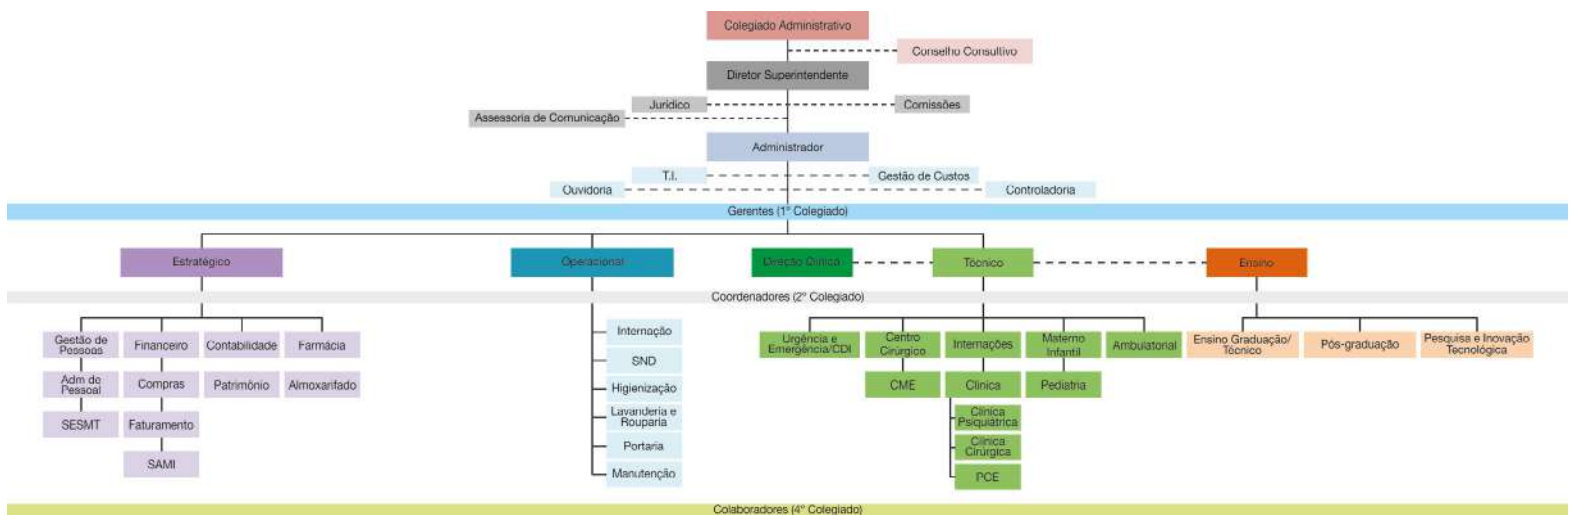 Colegiado Administrativo
Conselho Consultivo
Diretor Superintendente
Jurídico
Comissões
Assessoria de Comunicação
Administrador
T.I.
Gestão de Custos
Ouvidoria
Controladoria
Gerentes (1º Colegiado)
Estratégico
Operacional
Direção Clínica
Técnico
Ensino
Coordenadores (2º Colegiado)
Gestão de
Pessoas
Financeiro
Contabilidade
Farmácia
Adm de
Pessoal
Compras
Patrimônio
Almoxarifado
SESMT
Faturamento
SAMI
Internação
SND
Higienização
Lavanderia e
Rouparia
Portaria
Manutenção
Urgência e
Emergência/CDI
Centro
Cirúrgico
Internações
Materno
Infantil
Ambulatorial
CME
Clínica
Pediatria
Clínica
Psiquiátrica
Clínica
Cirúrgica
PCE
Ensino Graduação/
Técnico
Pós-graduação
Pesquisa e Inovação
Tecnológica
Colaboradores (4º Colegiado)